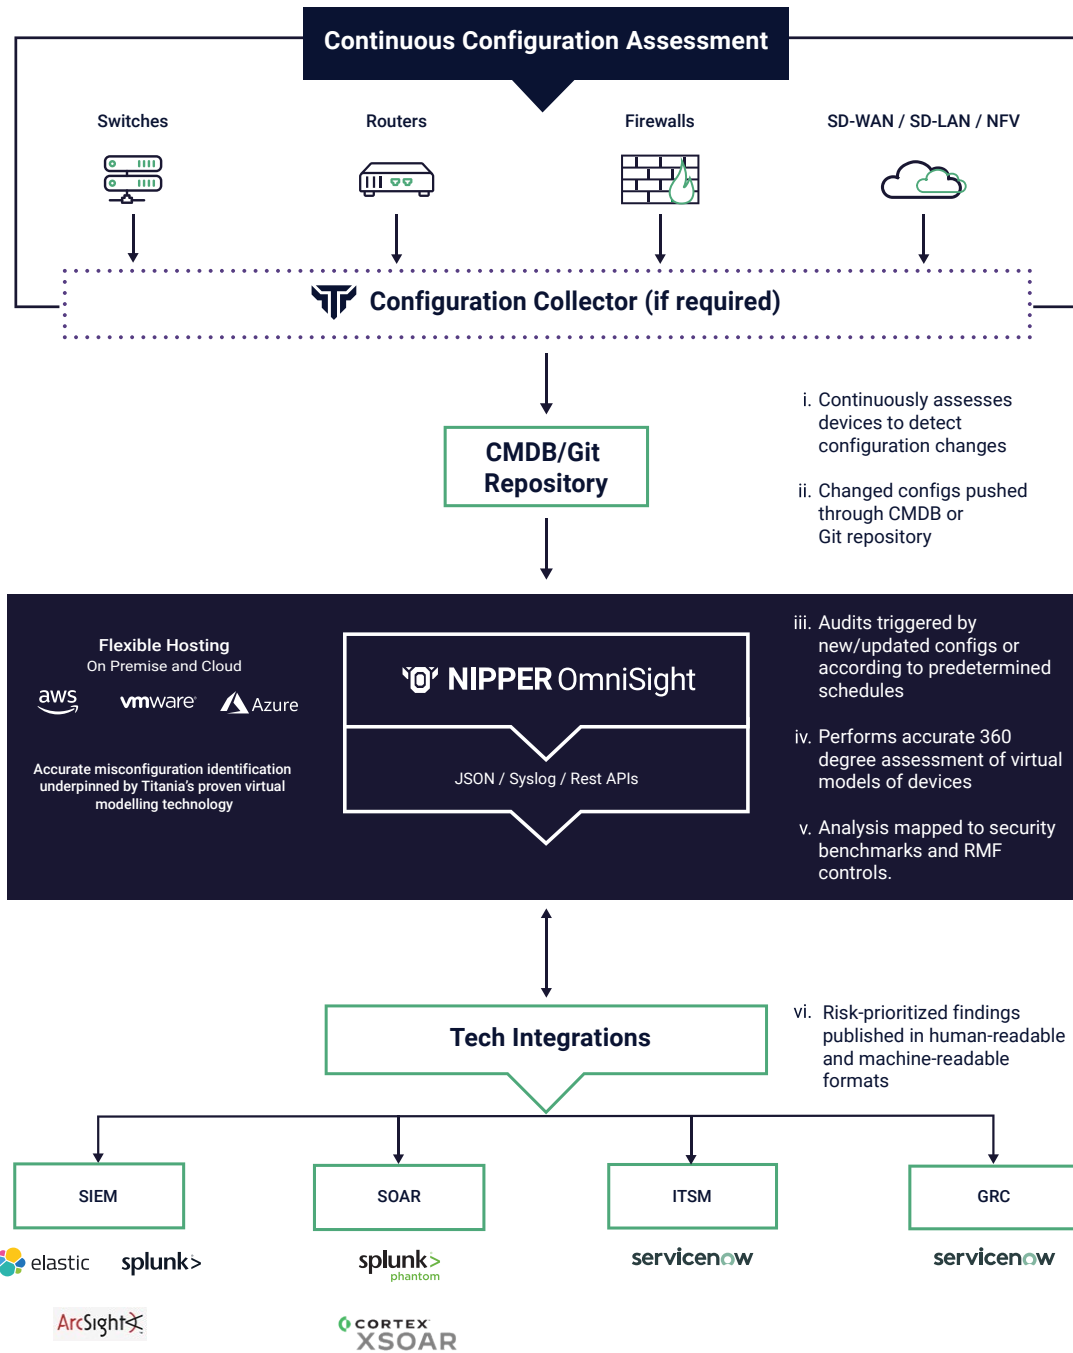 Continuous Configuration Assessment
Switches
Routers
Firewalls
SD-WAN / SD-LAN / NFV
Configuration Collector (if required)
CMDB/Git
Repository
i. Continuously assesses
devices to detect
configuration changes
ii. Changed configs pushed
through CMDB or
Git repository
Flexible Hosting
On Premise and Cloud
aws
vmware
Azure
Accurate misconfiguration identification
underpinned by Titania's proven virtual
modelling technology
NIPPER OmniSight
JSON / Syslog / Rest APIs
iii. Audits triggered by
new/updated configs or
according to predetermined
schedules
iv. Performs accurate 360
degree assessment of virtual
models of devices
v. Analysis mapped to security
benchmarks and RMF
controls.
Tech Integrations
vi. Risk-prioritized findings
published in human-readable
and machine-readable
formats
SIEM
SOAR
ITSM
GRC
elastic
splunk>
splunk>
phantom
servicenow
servicenow
ArcSight
CORTEX
XSOAR